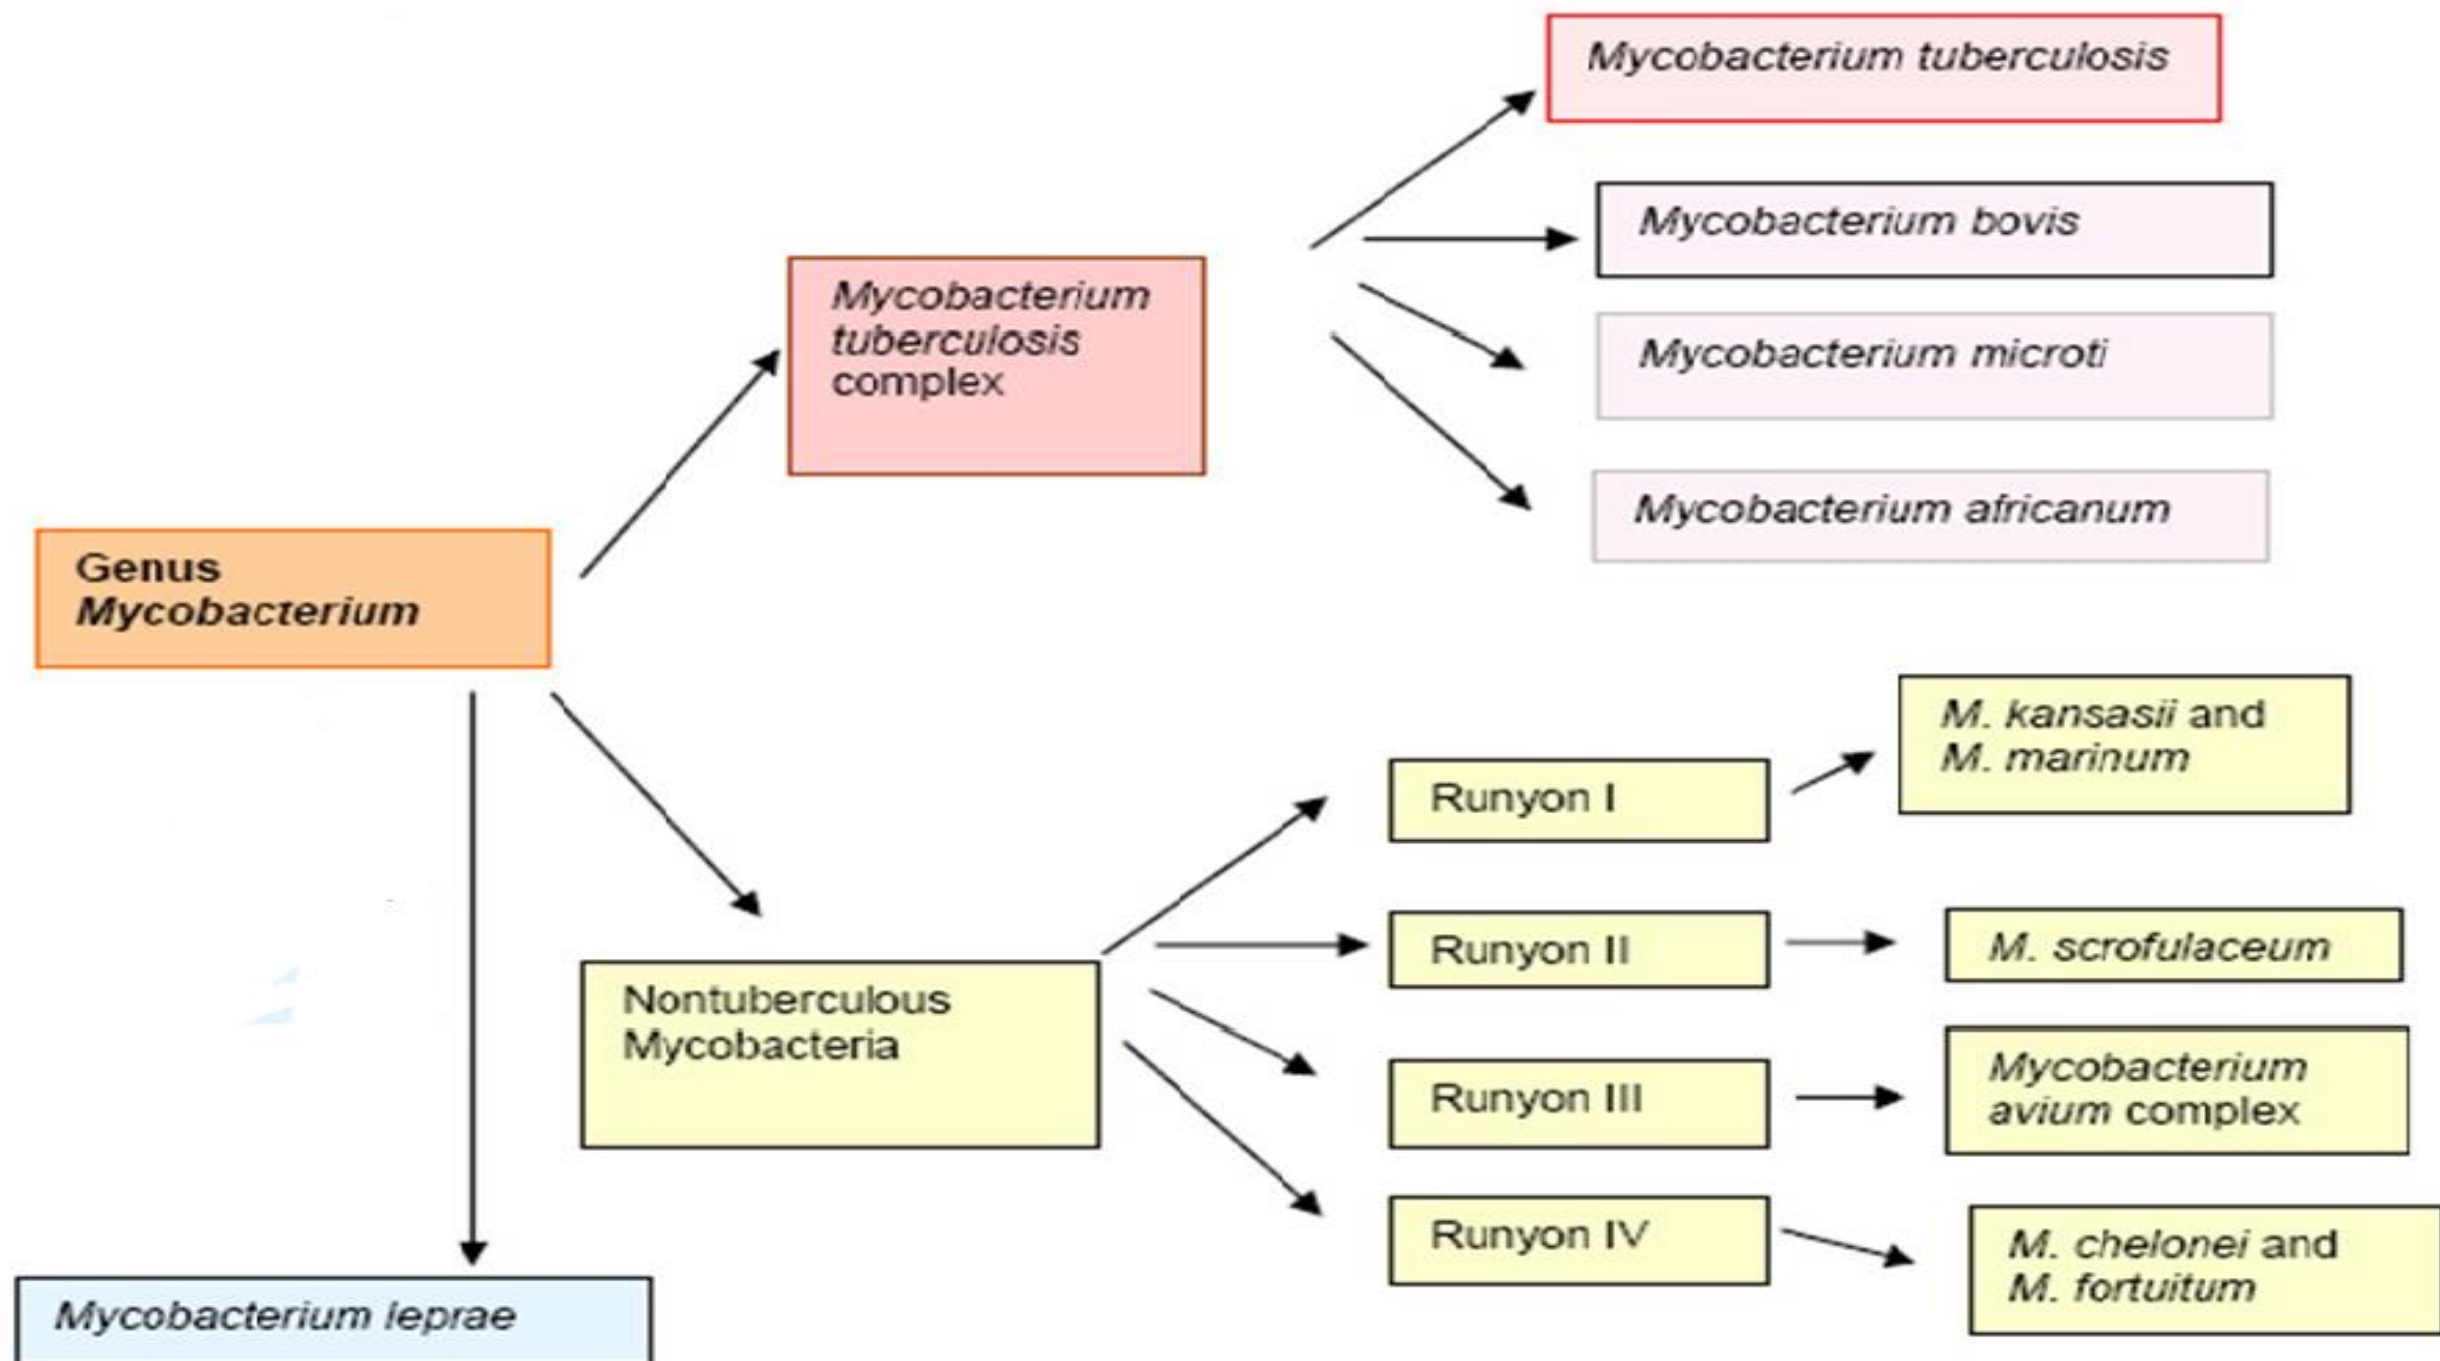 Mycobacterium tuberculosis
Mycobacterium bovis
Mycobacterium
tuberculosis
complex
Mycobacterium microti
Mycobacterium africanum
Genus
Mycobacterium
M. kansasii and
M. marinum
Runyon I
Runyon II
M. scrofulaceum
Nontuberculous
Mycobacteria
Runyon III
Mycobacterium
avium complex
Runyon IV
M. chelonei and
M. fortuitum
Mycobacterium leprae